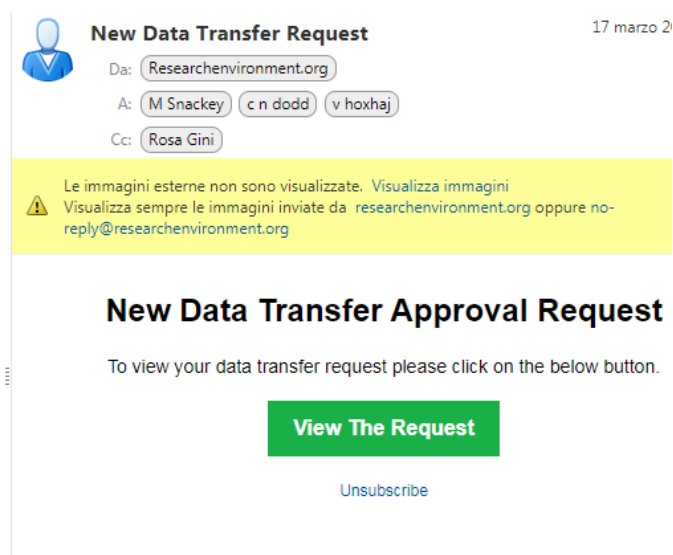 New Data Transfer Request
17 marzo
Da: Researchenvironment.org
A: M Snackey c n dodd v hoxhaj
Cc: Rosa Gini
Le immagini esterne non sono visualizzate. Visualizza immagini
Visualizza sempre le immagini inviate da researchenvironment.org oppure no-
reply@researchenvironment.org
New Data Transfer Approval Request
To view your data transfer request please click on the below button.
View The Request
Unsubscribe